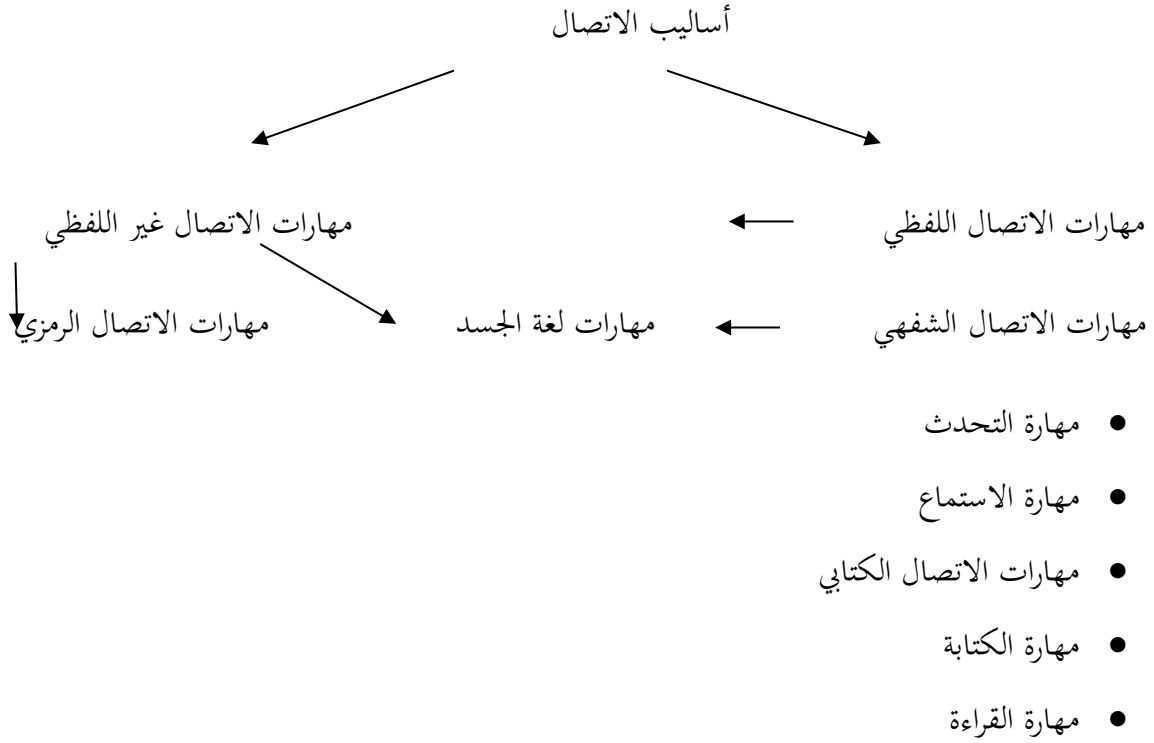 أساليب الاتصال
مهارات الاتصال اللفظي مهارات الاتصال غير اللفظي
مهارات الاتصال الشفهي مهارات لغة الجسد مهارات الاتصال الرمزي
• مهارة التحدث
• مهارة الاستماع
• مهارات الاتصال الكتابي
• مهارة الكتابة
• مهارة القراءة